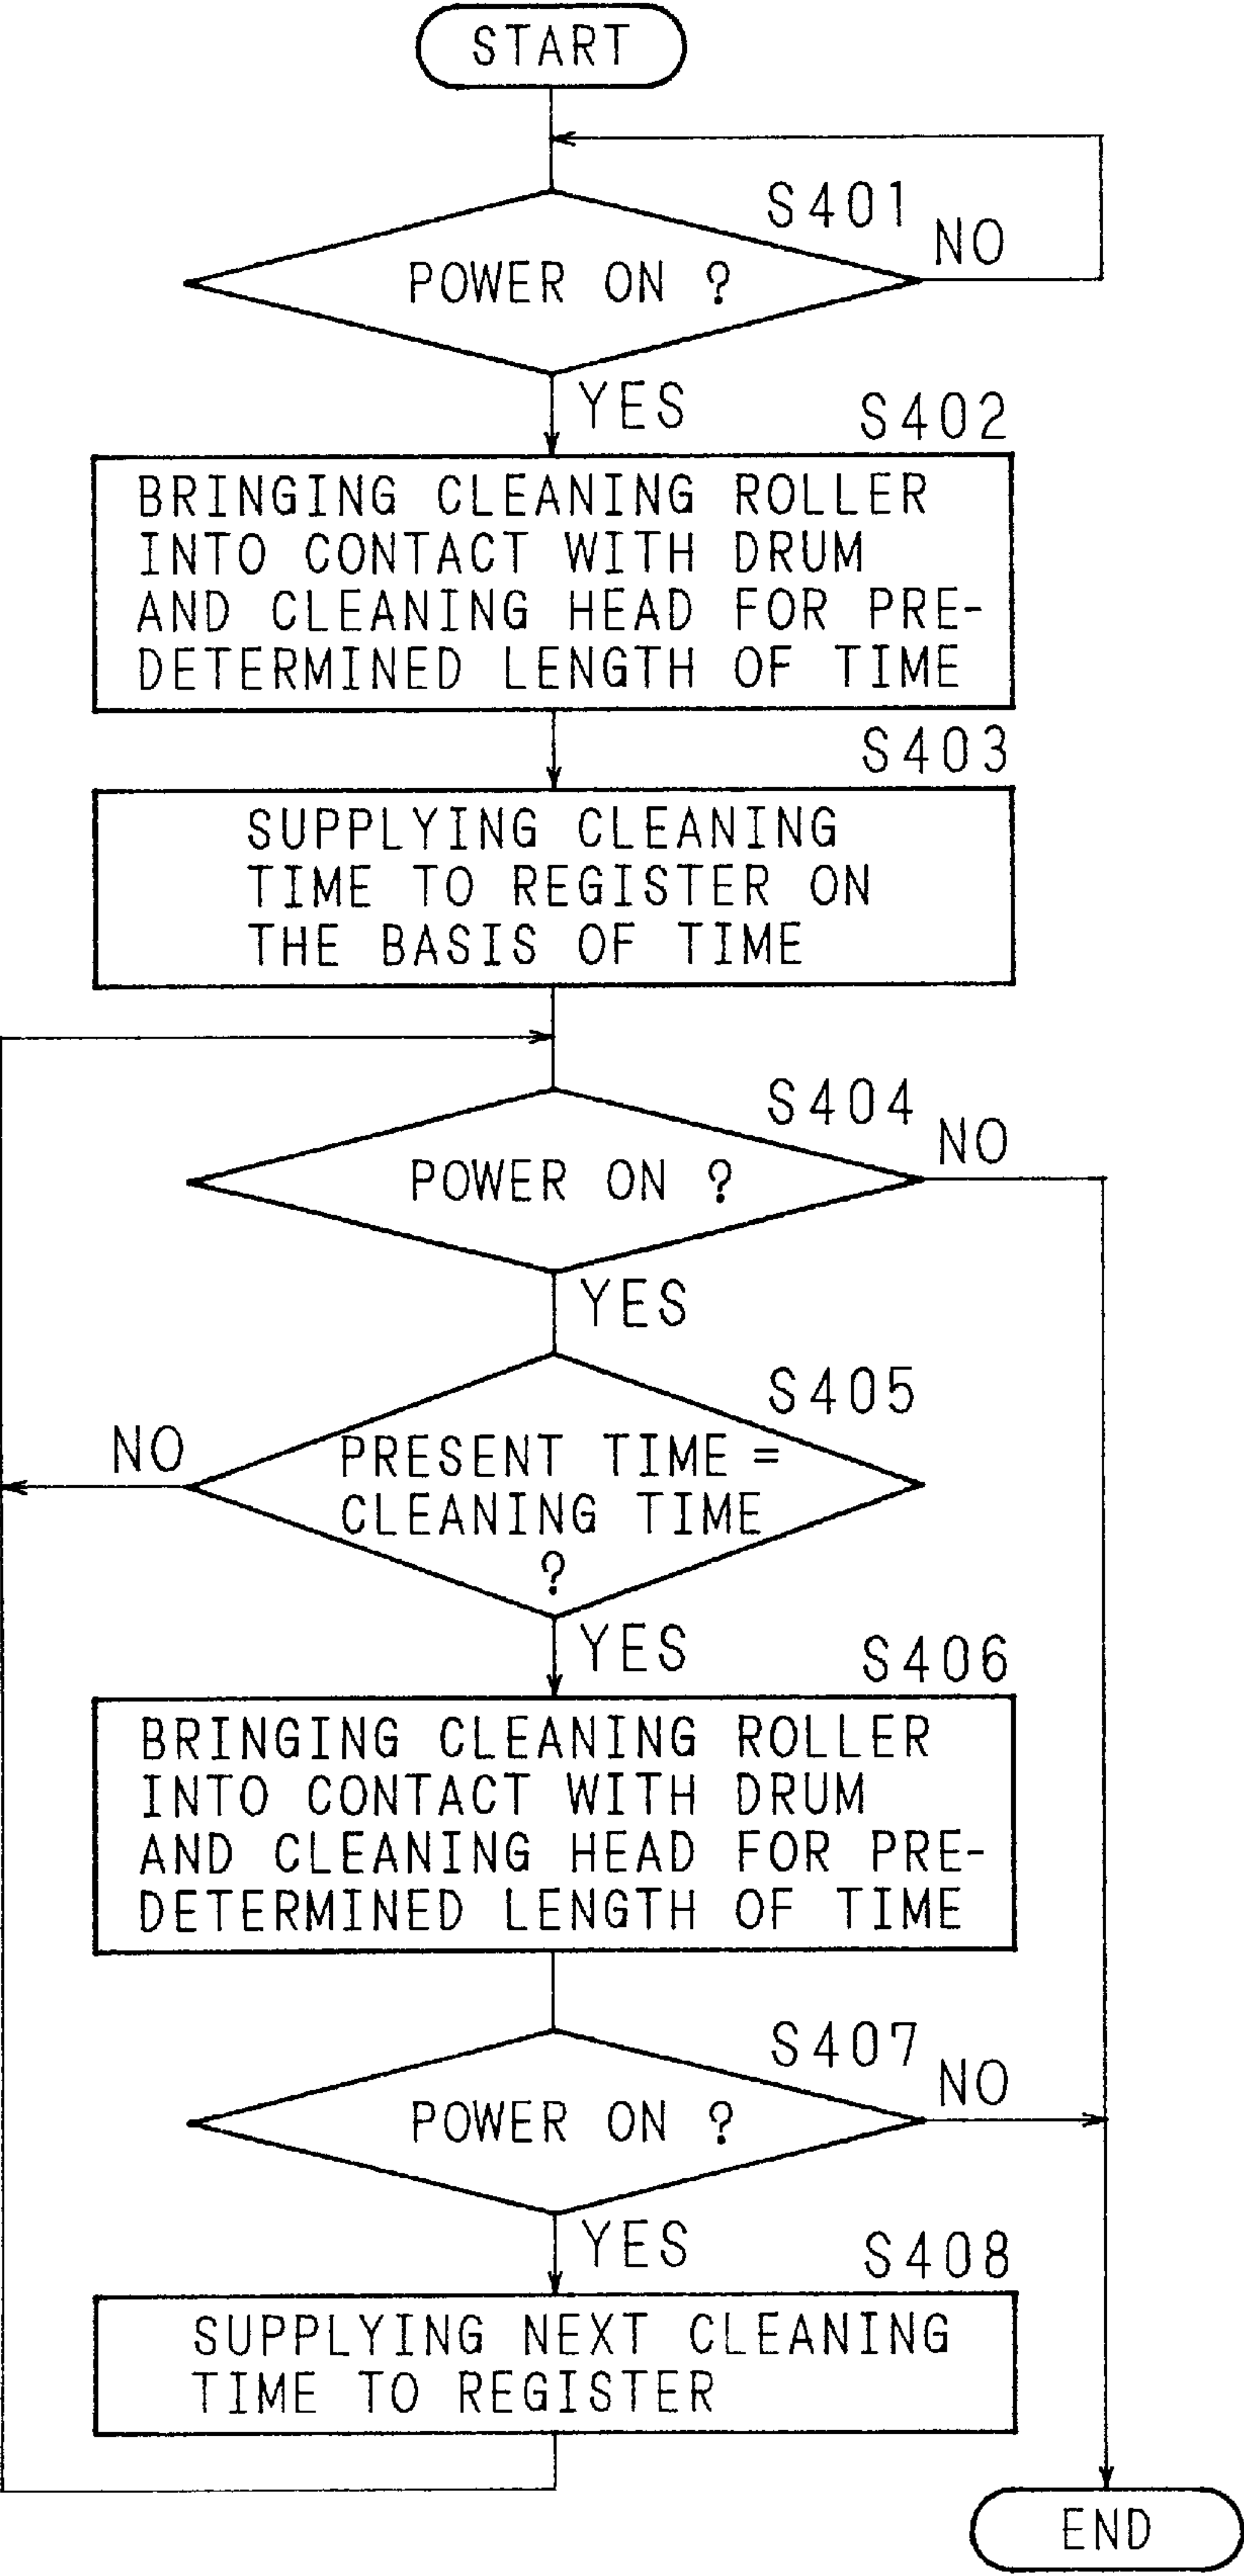 START
S401
NO
POWER ON ?
YES
S402
BRINGING CLEANING ROLLER
INTO CONTACT WITH DRUM
AND CLEANING HEAD FOR PRE-
DETERMINED LENGTH OF TIME
S403
SUPPLYING CLEANING
TIME TO REGISTER ON
THE BASIS OF TIME
S404
NO
POWER ON ?
YES
S405
NO
PRESENT TIME =
CLEANING TIME
?
YES
S406
BRINGING CLEANING ROLLER
INTO CONTACT WITH DRUM
AND CLEANING HEAD FOR PRE-
DETERMINED LENGTH OF TIME
S407
NO
POWER ON ?
YES
S408
SUPPLYING NEXT CLEANING
TIME TO REGISTER
END